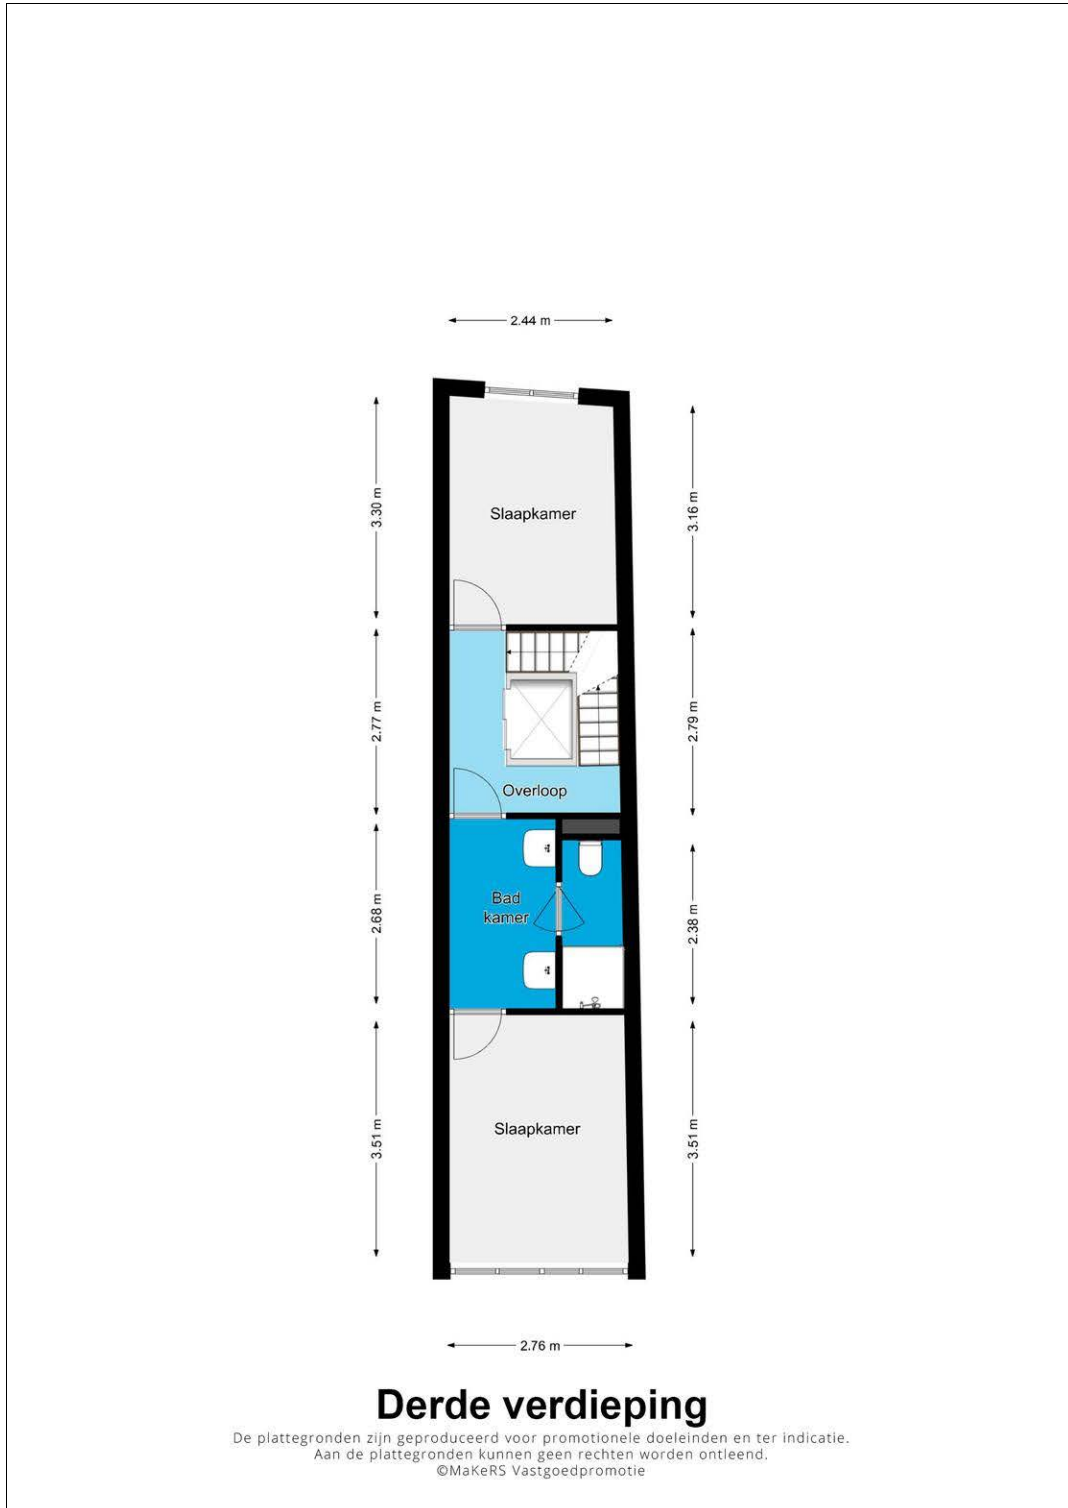 2.44 m
3.30 m
3.16 m
Slaapkamer
2.77 m
2.79 m
Overloop
Bad
kamer
2.68 m
2.38 m
Slaapkamer
3.51 m
3.51 m
2.76 m
Derde verdieping
De plattegronden zijn geproduceerd voor promotionele doeleinden en ter indicatie.
Aan de plattegronden kunnen geen rechten worden ontleend.
©MaKeRS Vastgoedpromotie